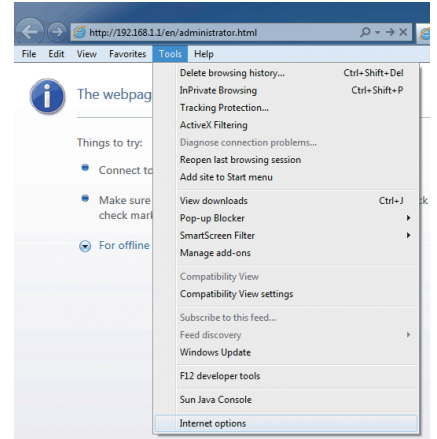 http://192.168.1.1/en/administrator.html
File Edit View Favorites Tools Help
The webpag
Things to try:
Connect to
Make sure
check mark
For offline
Delete browsing history... Ctrl+Shift+Del
InPrivate Browsing Ctrl+Shift+P
Tracking Protection...
ActiveX Filtering
Diagnose connection problems...
Reopen last browsing session
Add site to Start menu
View downloads Ctrl+J
Pop-up Blocker
SmartScreen Filter
Manage add-ons
Compatibility View
Compatibility View settings
Subscribe to this feed...
Feed discovery
Windows Update
F12 developer tools
Sun Java Console
Internet options